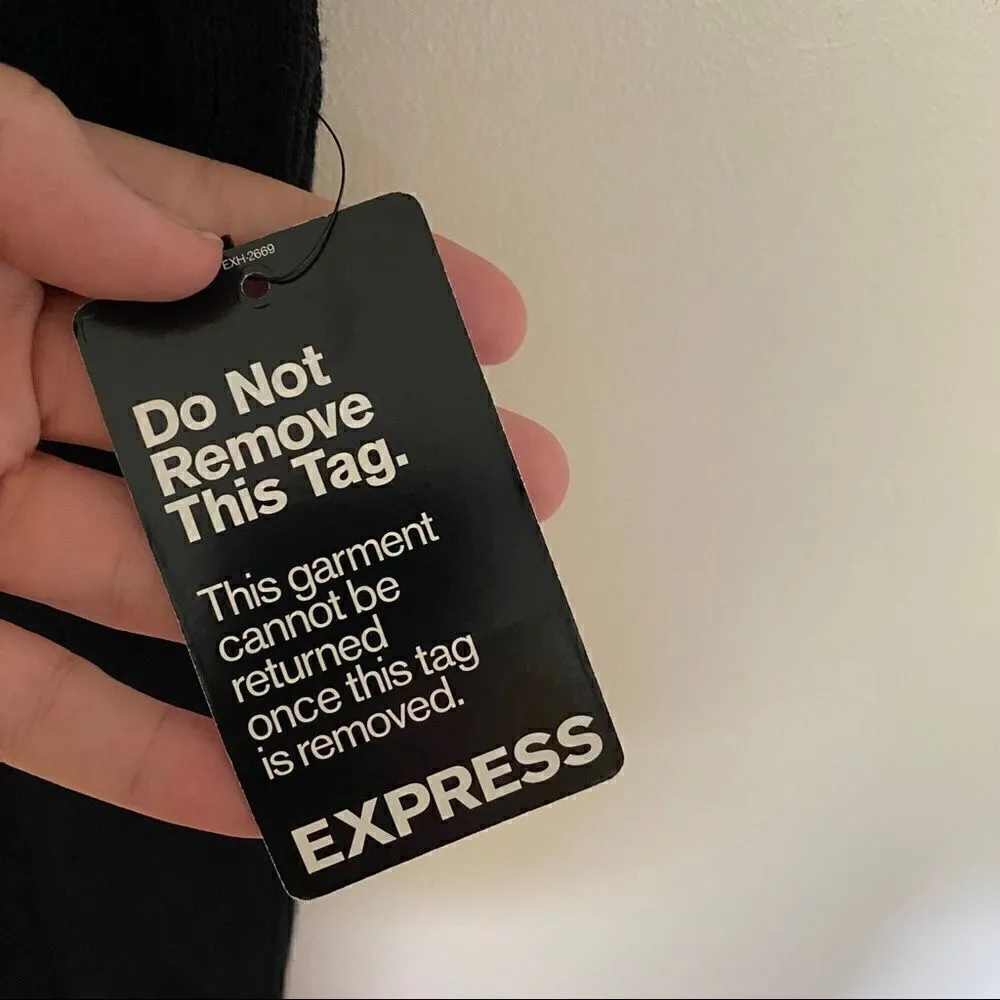 EXH-2669
Do Not
Remove
This Tag.
This garment
cannot be
returned
once this tag
is removed.
EXPRESS